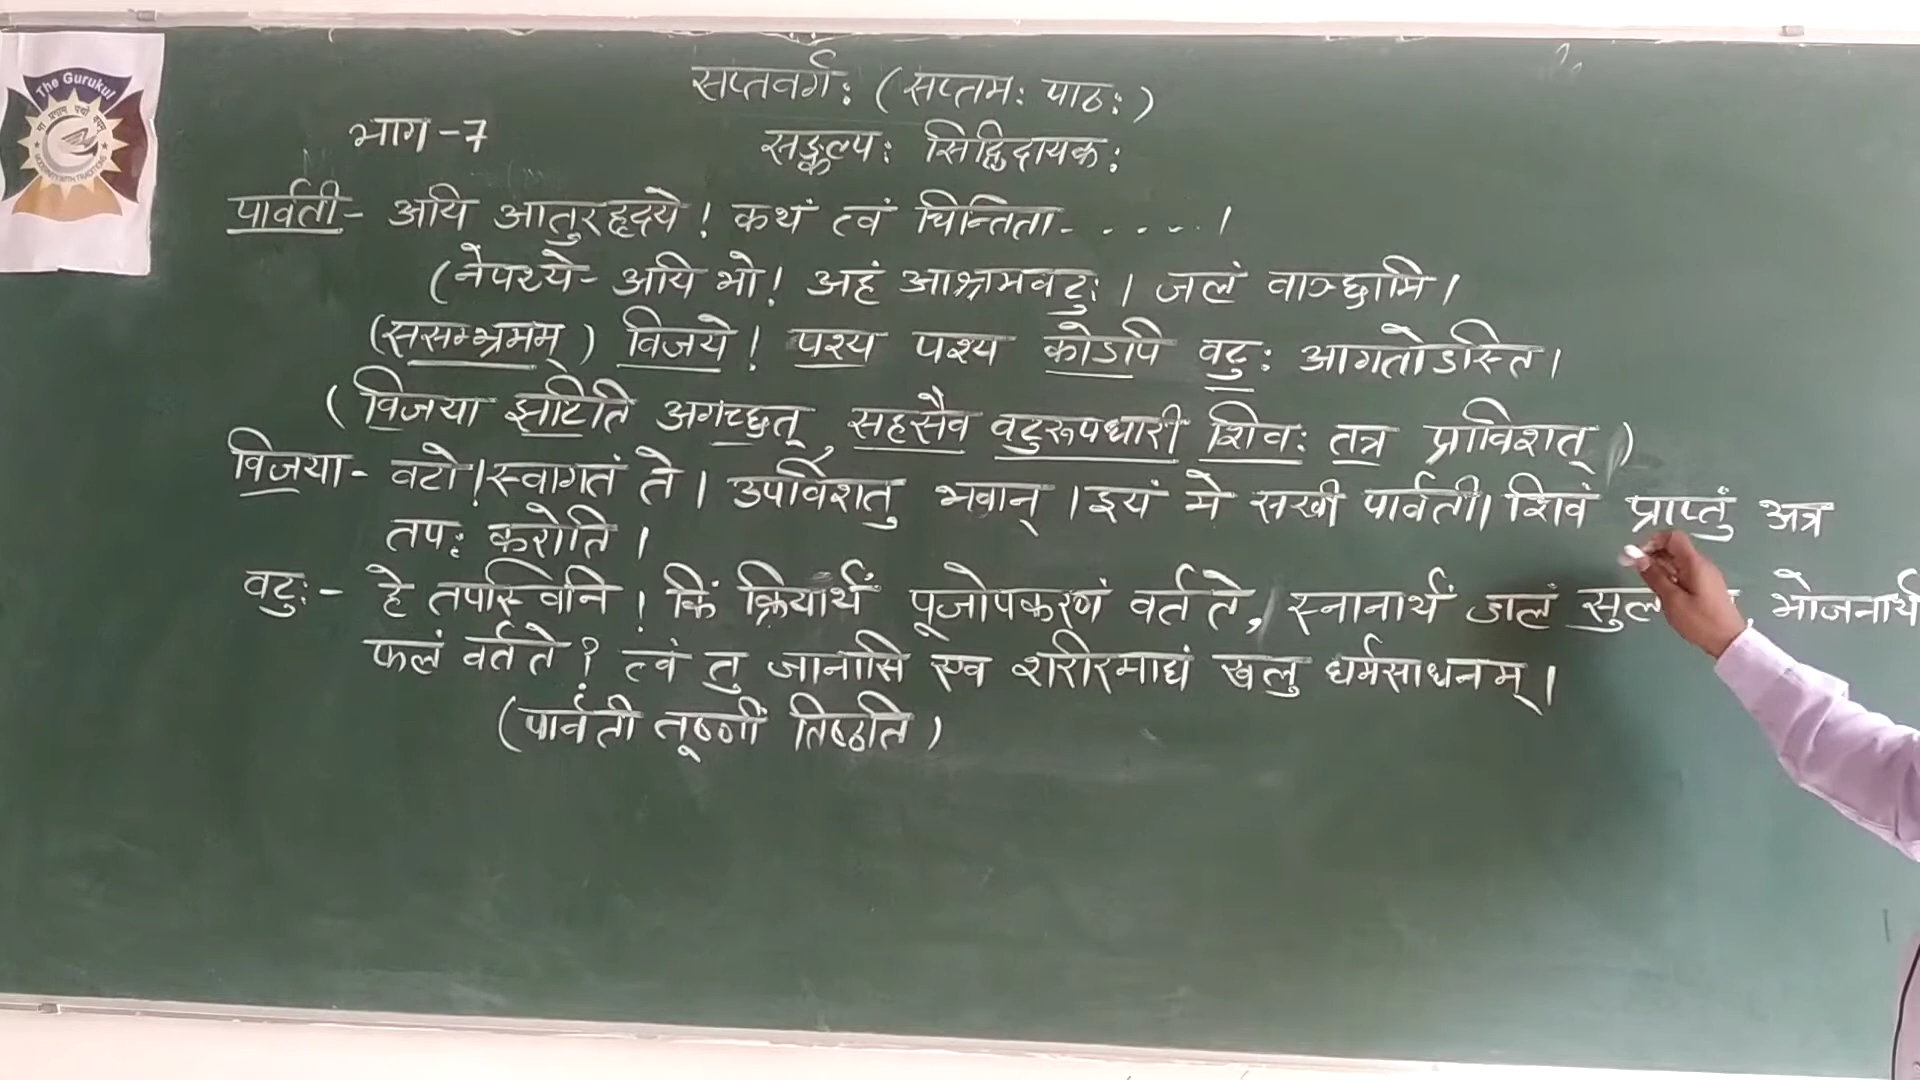 The Gurukul
सप्तवर्गः (सप्तमः पाठः)
भाग-7
सङ्कल्पः सिद्धिदायकः
पार्वती- अयि आतुरहृदये! कथं त्वं चिन्तिता.....।
(नेपथ्ये- अयि भो! अहं आश्रमवटुः। जलं वाञ्छामि।
(ससम्भ्रमम्) विजये! पश्य पश्य कोऽपि वटुः आगतोऽस्ति।
(विजया झटिति अगच्छत्, सहसैव वटुरूपधारी शिवः तत्र प्राविशत्)
विजया- वटो! स्वागतं ते। उपविशतु भवान्। इयं मे सखी पार्वती। शिवं प्राप्तुं अत्र
तपः करोति।
वटुः- हे तपस्विनि! किं क्रियार्थं पूजोपकरणं वर्तते, स्नानार्थं जलं भोजनार्थं
फलं वर्तते? त्वं तु जानासि एव शरीरमाद्यं खलु धर्मसाधनम्।
(पार्वती तूष्णीं तिष्ठति)